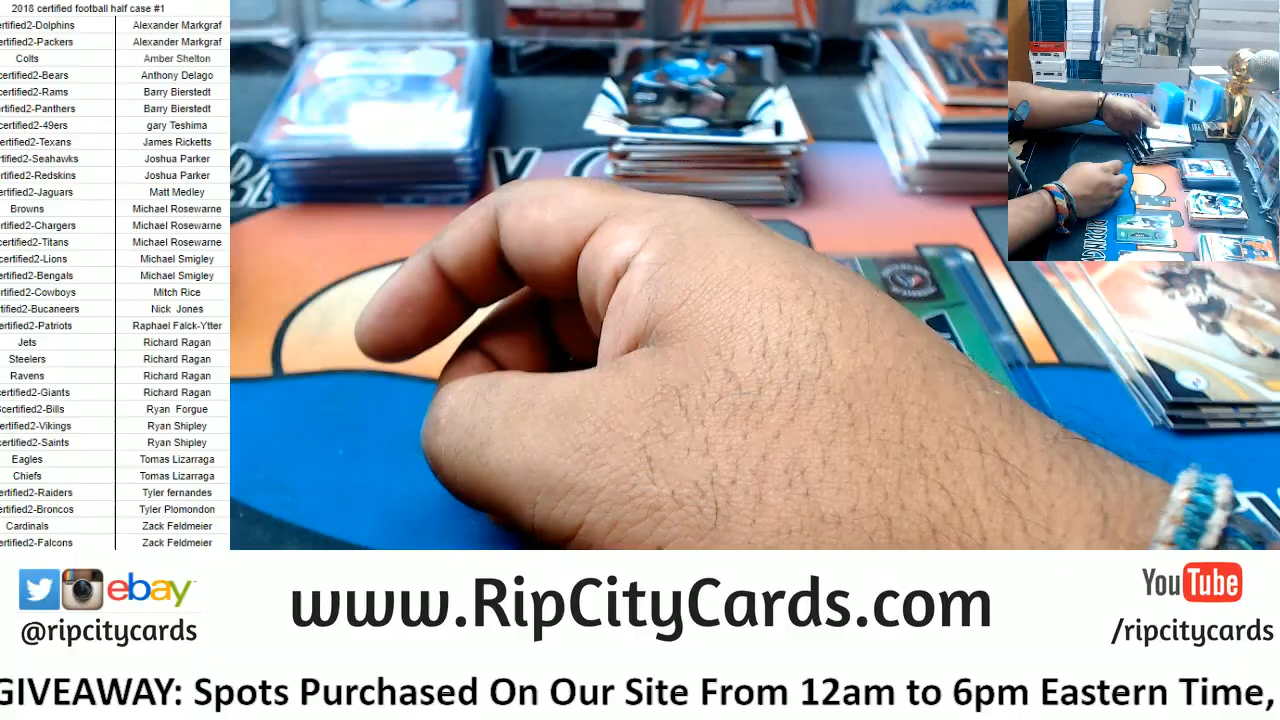 2018 certified football half case #1
ertified2-Dolphins Alexander Markgraf
ertified2-Packers Alexander Markgraf
Colts Amber Shelton
certified2-Bears Anthony Delago
certified2-Rams Barry Bierstedt
ertified2-Panthers Barry Bierstedt
certified2-49ers gary Teshima
certified2-Texans James Ricketts
ertified2-Seahawks Joshua Parker
ertified2-Redskins Joshua Parker
certified2-Jaguars Matt Medley
Browns Michael Rosewarne
ertified2-Chargers Michael Rosewarne
certified2-Titans Michael Rosewarne
certified2-Lions Michael Smigley
ertified2-Bengals Michael Smigley
ertified2-Cowboys Mitch Rice
rtified2-Bucaneers Nick Jones
ertified2-Patriots Raphael Falck-Ytter
Jets Richard Ragan
Steelers Richard Ragan
Ravens Richard Ragan
certified2-Giants Richard Ragan
certified2-Bills Ryan Forgue
ertified2-Vikings Ryan Shipley
certified2-Saints Ryan Shipley
Eagles Tomas Lizarraga
Chiefs Tomas Lizarraga
ertified2-Raiders Tyler fernandes
ertified2-Broncos Tyler Plomondon
Cardinals Zack Feldmeier
ertified2-Falcons Zack Feldmeier
ebay
@ripcitycards
www.RipCityCards.com
YouTube
/ripcitycards
GIVEAWAY: Spots Purchased On Our Site From 12am to 6pm Eastern Time,